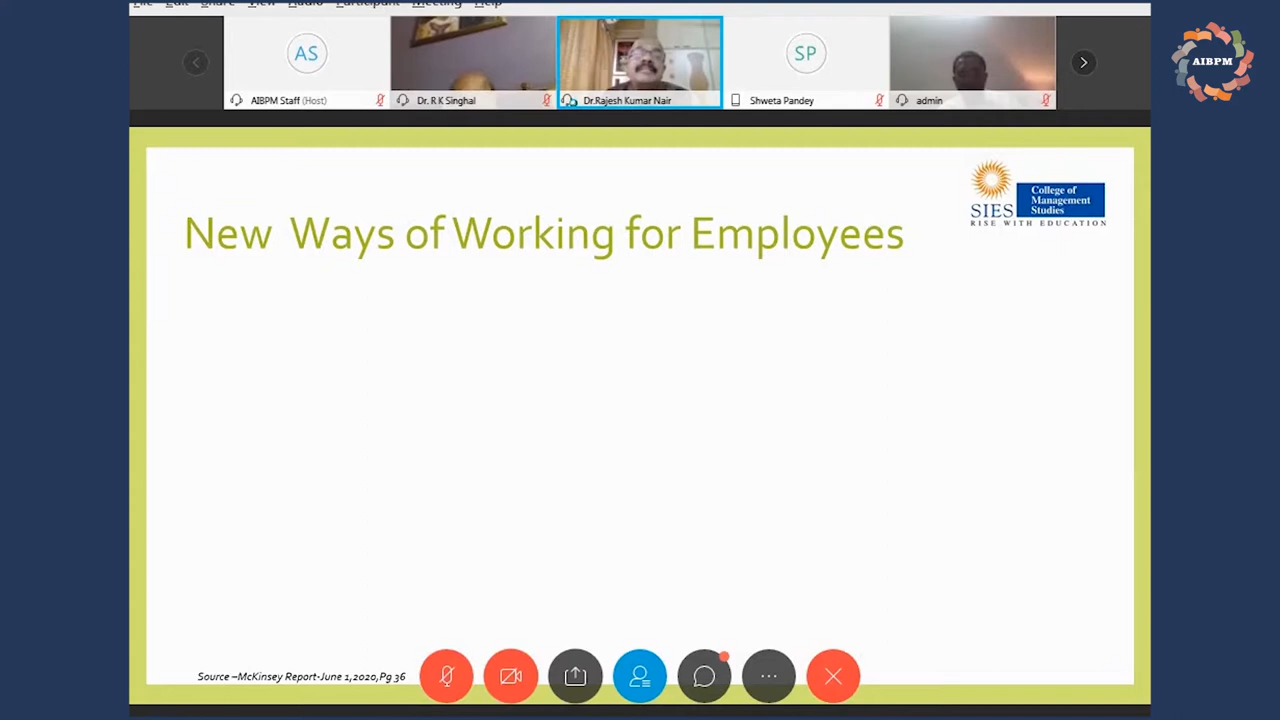 File Edit Share View Audio Participant Meeting Help
AIBPM
AS
SP
AIBPM Staff (Host)
Dr. R K Singhal
Dr.Rajesh Kumar Nair
Shweta Pandey
admin
College of
Management
Studies
SIES
RISE WITH EDUCATION
New Ways of Working for Employees
Source –McKinsey Report-June 1,2020,Pg 36